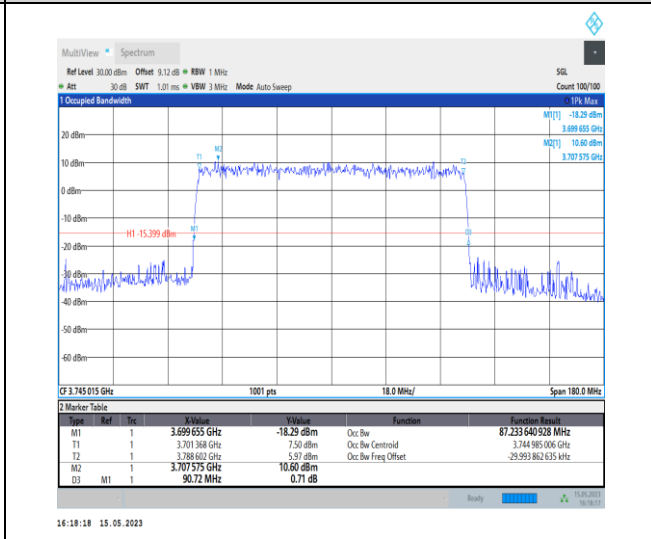 MultiView Spectrum
Ref Level 30.00 dBm Offset 9.12 dB RBW 1 MHz SGL
Att 30 dB SWT 1.01 ms VBW 3 MHz Mode Auto Sweep Count 100/100
1 Occupied Bandwidth 1Pk Max
M1[1] -18.29 dBm
3.699 655 GHz
M2[1] 10.60 dBm
3.707 575 GHz
20 dBm
M2
T1
T2
10 dBm
0 dBm
-10 dBm
M1
H1 -15.399 dBm
D3
-20 dBm
-30 dBm
-40 dBm
-50 dBm
-60 dBm
CF 3.745 015 GHz 1001 pts 18.0 MHz/ Span 180.0 MHz
2 Marker Table
Type Ref Trc X-Value Y-Value Function Function Result
M1 1 3.699 655 GHz -18.29 dBm Occ Bw 87.233 640 928 MHz
T1 1 3.701 368 GHz 7.50 dBm Occ Bw Centroid 3.744 985 006 GHz
T2 1 3.788 602 GHz 5.97 dBm Occ Bw Freq Offset -29.993 862 635 kHz
M2 1 3.707 575 GHz 10.60 dBm
D3 M1 1 90.72 MHz 0.71 dB
Ready 15.05.2023
16:18:17
16:18:18 15.05.2023